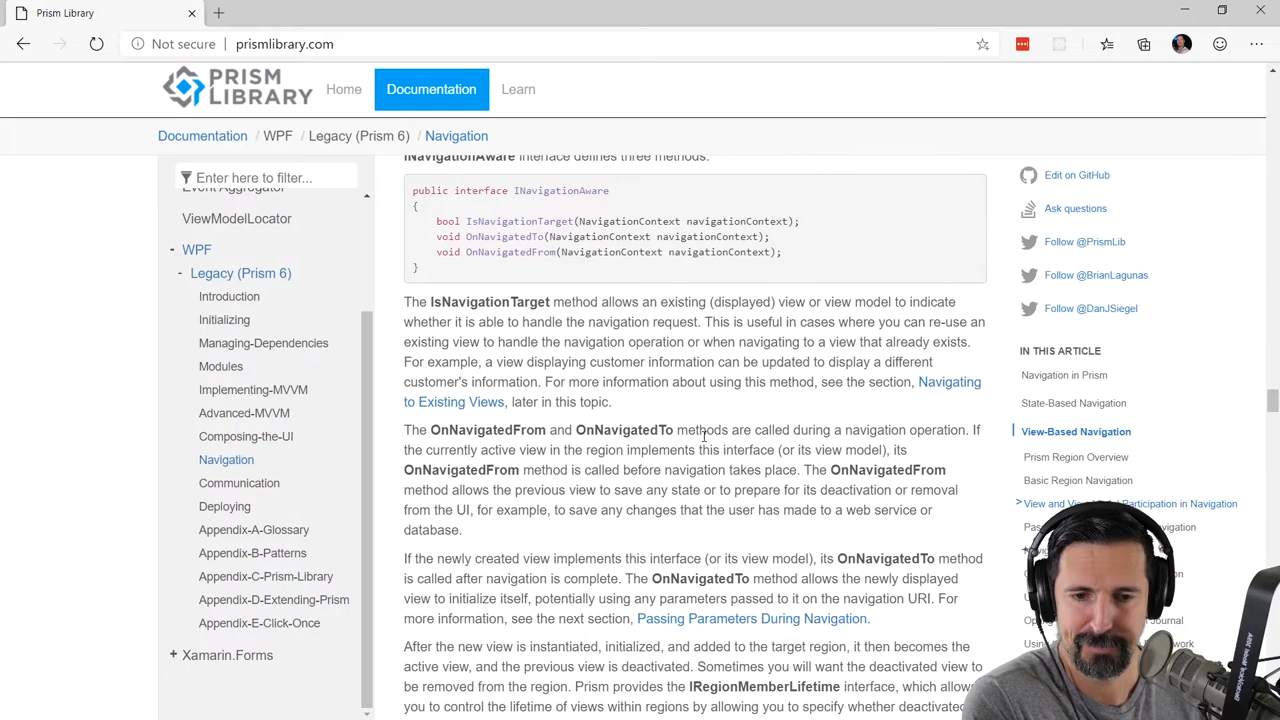 Prism Library
Not secure
prismlibrary.com
PRISM
LIBRARY
Home
Documentation
Learn
Documentation / WPF / Legacy (Prism 6) / Navigation
Enter here to filter...
Event Aggregator
ViewModelLocator
- WPF
- Legacy (Prism 6)
Introduction
Initializing
Managing-Dependencies
Modules
Implementing-MVVM
Advanced-MVVM
Composing-the-UI
Navigation
Communication
Deploying
Appendix-A-Glossary
Appendix-B-Patterns
Appendix-C-Prism-Library
Appendix-D-Extending-Prism
Appendix-E-Click-Once
+ Xamarin.Forms
INavigationAware interface defines three methods.
public interface INavigationAware
{
bool IsNavigationTarget(NavigationContext navigationContext);
void OnNavigatedTo(NavigationContext navigationContext);
void OnNavigatedFrom(NavigationContext navigationContext);
}
The IsNavigationTarget method allows an existing (displayed) view or view model to indicate
whether it is able to handle the navigation request. This is useful in cases where you can re-use an
existing view to handle the navigation operation or when navigating to a view that already exists.
For example, a view displaying customer information can be updated to display a different
customer's information. For more information about using this method, see the section, Navigating
to Existing Views, later in this topic.
The OnNavigatedFrom and OnNavigatedTo methods are called during a navigation operation. If
the currently active view in the region implements this interface (or its view model), its
OnNavigatedFrom method is called before navigation takes place. The OnNavigatedFrom
method allows the previous view to save any state or to prepare for its deactivation or removal
from the UI, for example, to save any changes that the user has made to a web service or
database.
If the newly created view implements this interface (or its view model), its OnNavigatedTo method
is called after navigation is complete. The OnNavigatedTo method allows the newly displayed
view to initialize itself, potentially using any parameters passed to it on the navigation URI. For
more information, see the next section, Passing Parameters During Navigation.
After the new view is instantiated, initialized, and added to the target region, it then becomes the
active view, and the previous view is deactivated. Sometimes you will want the deactivated view to
be removed from the region. Prism provides the IRegionMemberLifetime interface, which allows
you to control the lifetime of views within regions by allowing you to specify whether deactivated
Edit on GitHub
Ask questions
Follow @PrismLib
Follow @BrianLagunas
Follow @DanJSiegel
IN THIS ARTICLE
Navigation in Prism
State-Based Navigation
View-Based Navigation
Prism Region Overview
Basic Region Navigation
> View and View Participation in Navigation